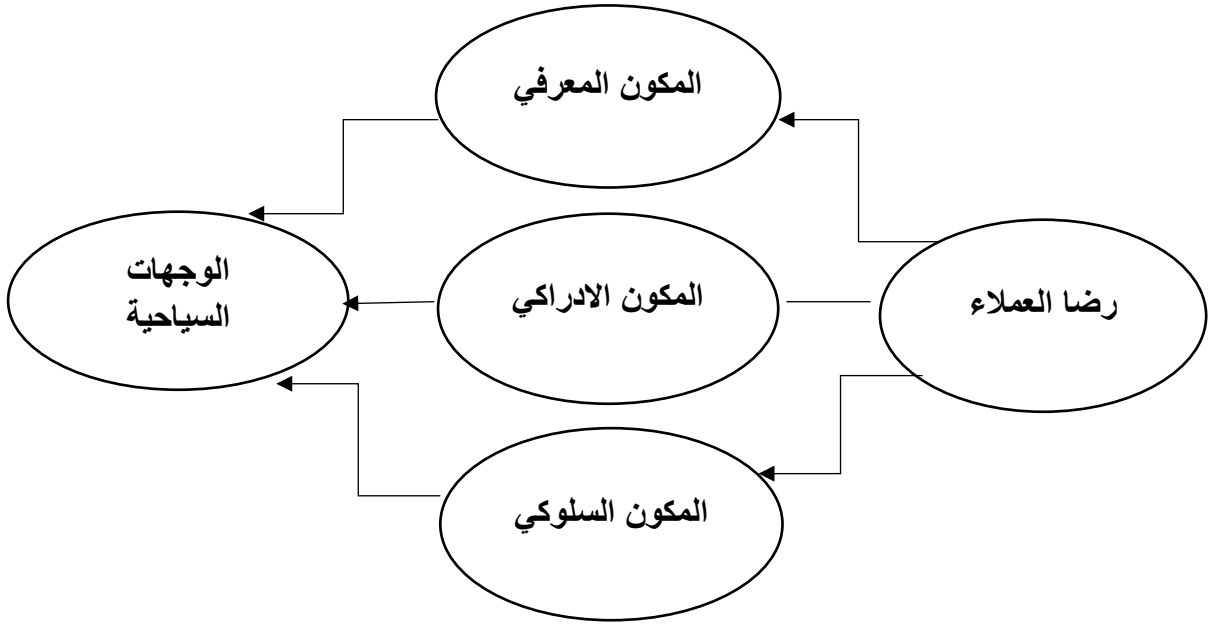 المكون المعرفي
رضا العملاء
المكون الادراكي
الوجهات
السياحية
المكون السلوكي